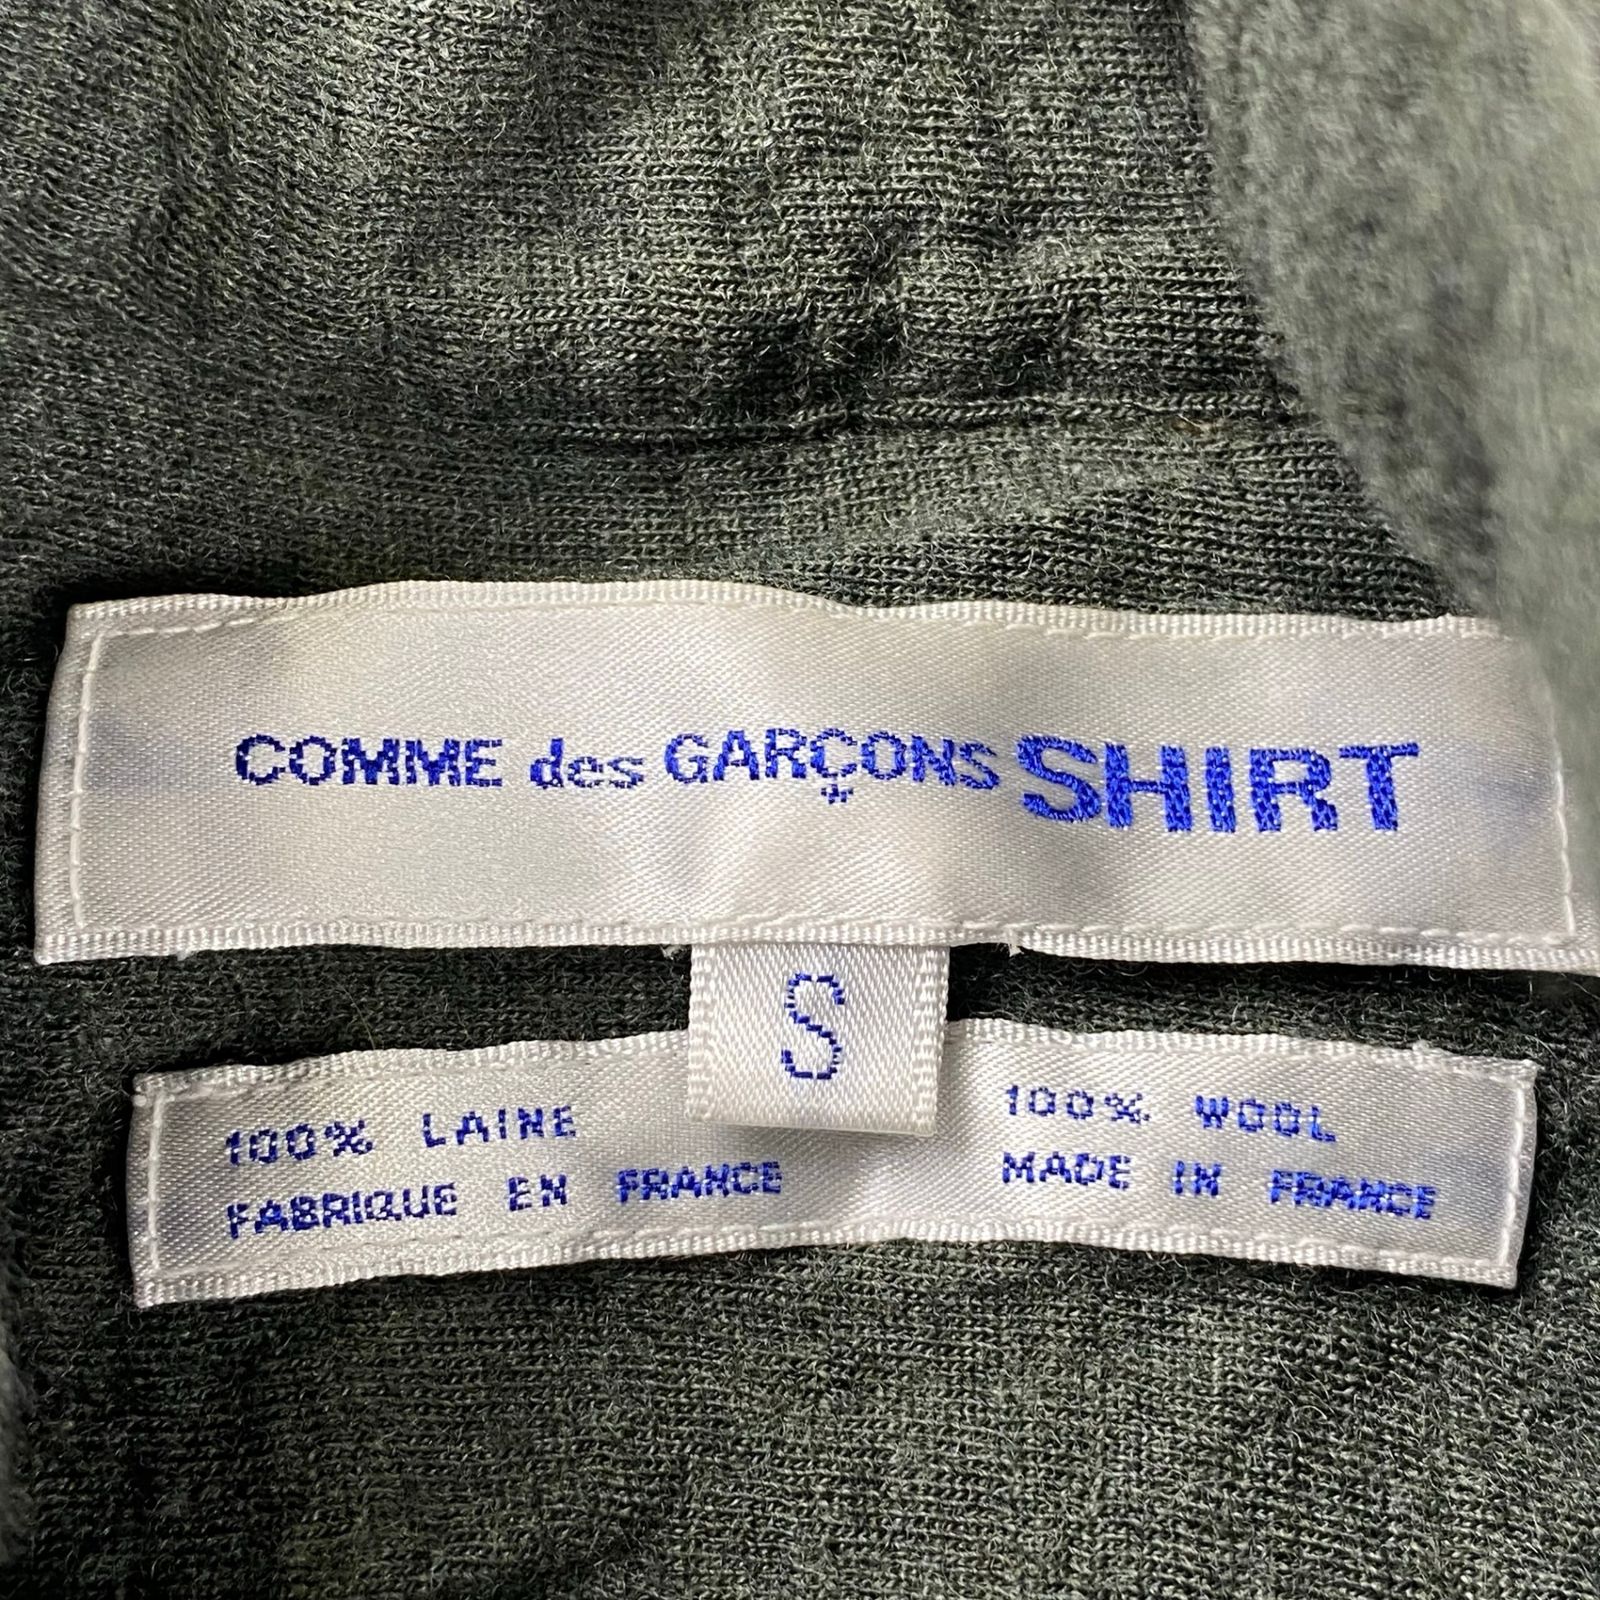 COMME des GARÇONS SHIRT
S
100% LAINE
FABRIQUE EN FRANCE
100% WOOL
MADE IN FRANCE